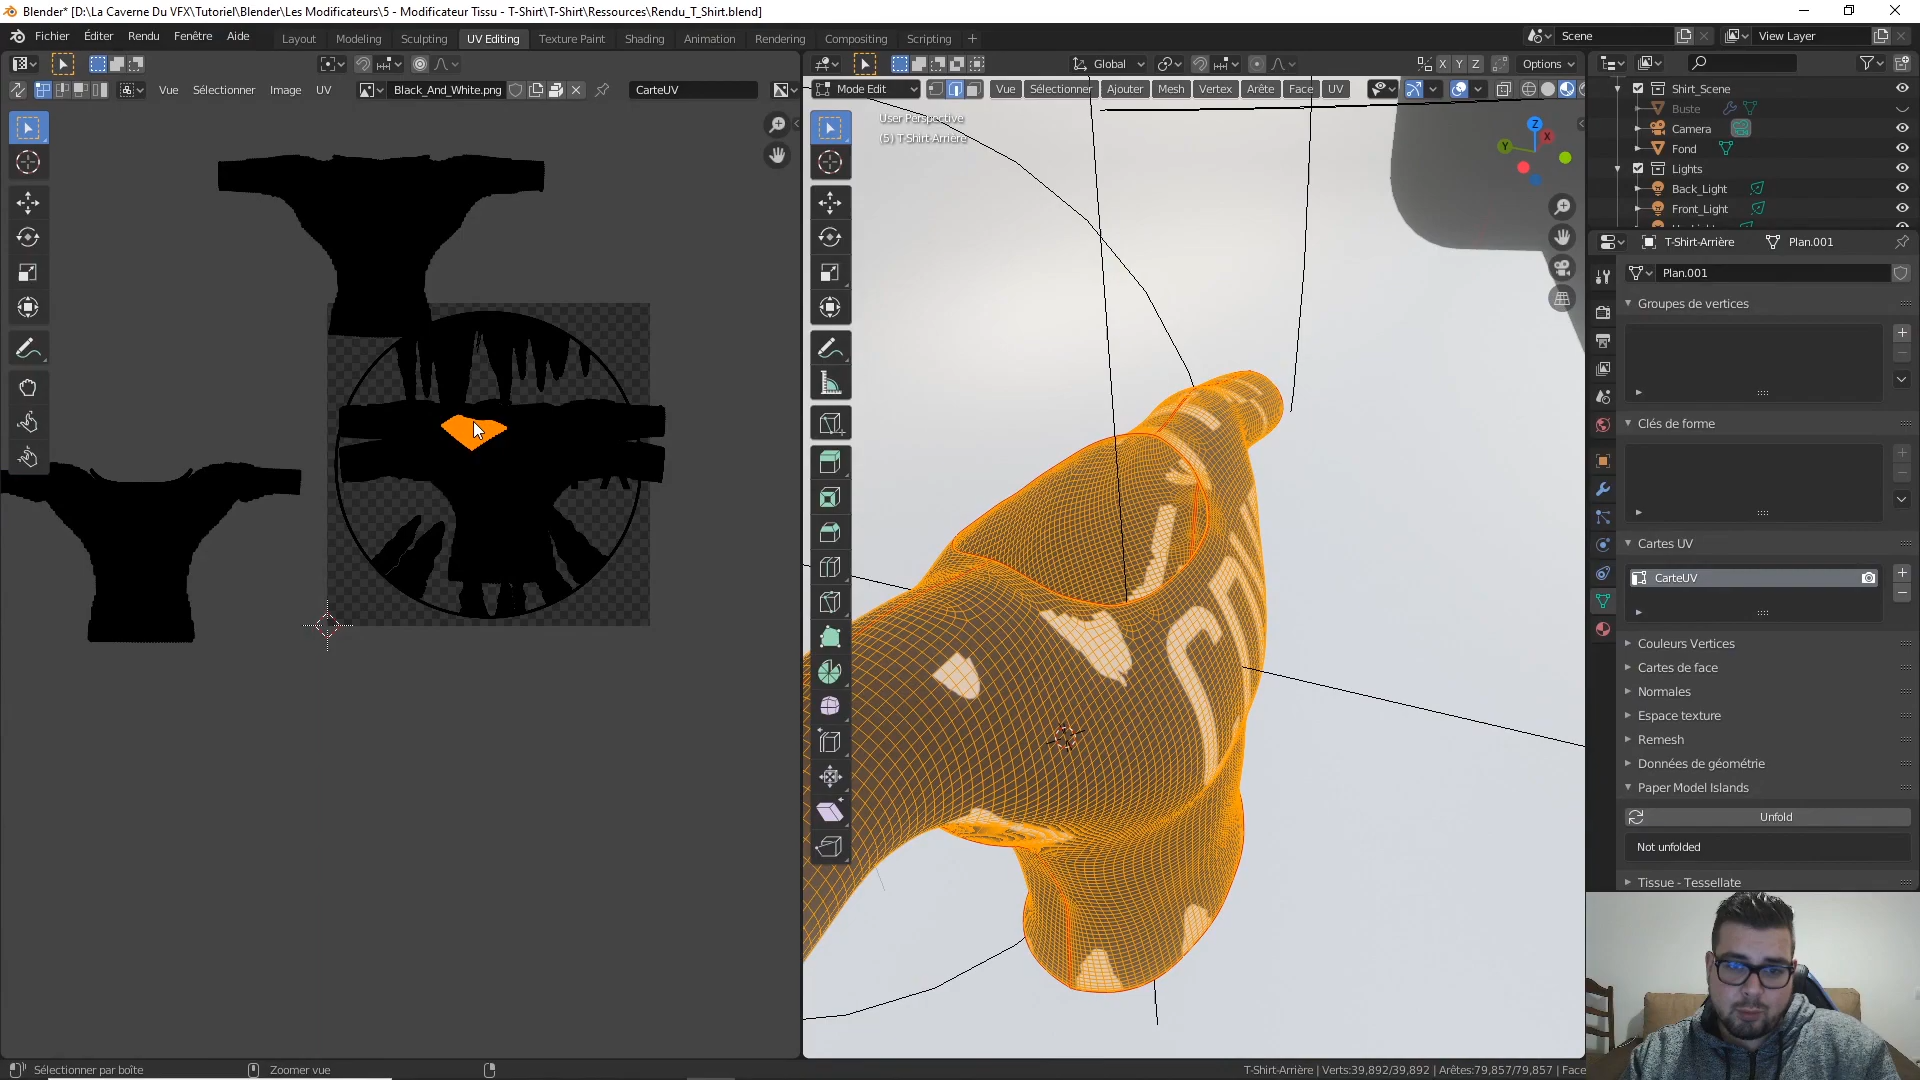 Blender* [D:\La Caverne Du VFX\Tutoriel\Blender\Les Modificateurs\5 - Modificateur Tissu - T-Shirt\T-Shirt\Ressources\Rendu_T_Shirt.blend]
Fichier Éditer Rendu Fenêtre Aide Layout Modeling Sculpting UV Editing Texture Paint Shading Animation Rendering Compositing Scripting + Scene View Layer
Global X Y Z Options
Vue Sélectionner Image UV Black_And_White.png CarteUV Mode Edit Vue Sélectionner Ajouter Mesh Vertex Arête Face UV
User Perspective
(5) T-Shirt-Arrière
Z X Y
Shirt_Scene
Buste
Camera
Fond
Lights
Back_Light
Front_Light
T-Shirt-Arrière Plan.001
Plan.001
Groupes de vertices
Clés de forme
Cartes UV
CarteUV
Couleurs Vertices
Cartes de face
Normales
Espace texture
Remesh
Données de géométrie
Paper Model Islands
Unfold
Not unfolded
Tissue - Tessellate
Sélectionner par boîte Zoomer vue T-Shirt-Arrière | Verts:39,892/39,892 | Arêtes:79,857/79,857 | Face